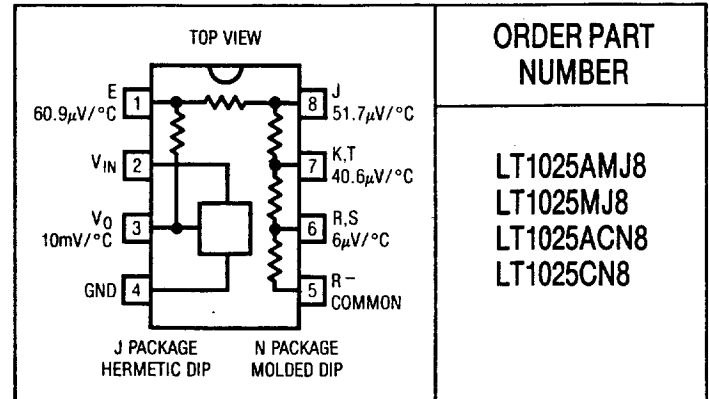 TOP VIEW
E
1
60.9μV/°C
VIN 2
VO 3
10mV/°C
GND 4
J
8
51.7μV/°C
K,T
7
40.6μV/°C
R,S
6
6μV/°C
R−
5
COMMON
J PACKAGE
HERMETIC DIP
N PACKAGE
MOLDED DIP
ORDER PART
NUMBER
LT1025AMJ8
LT1025MJ8
LT1025ACN8
LT1025CN8